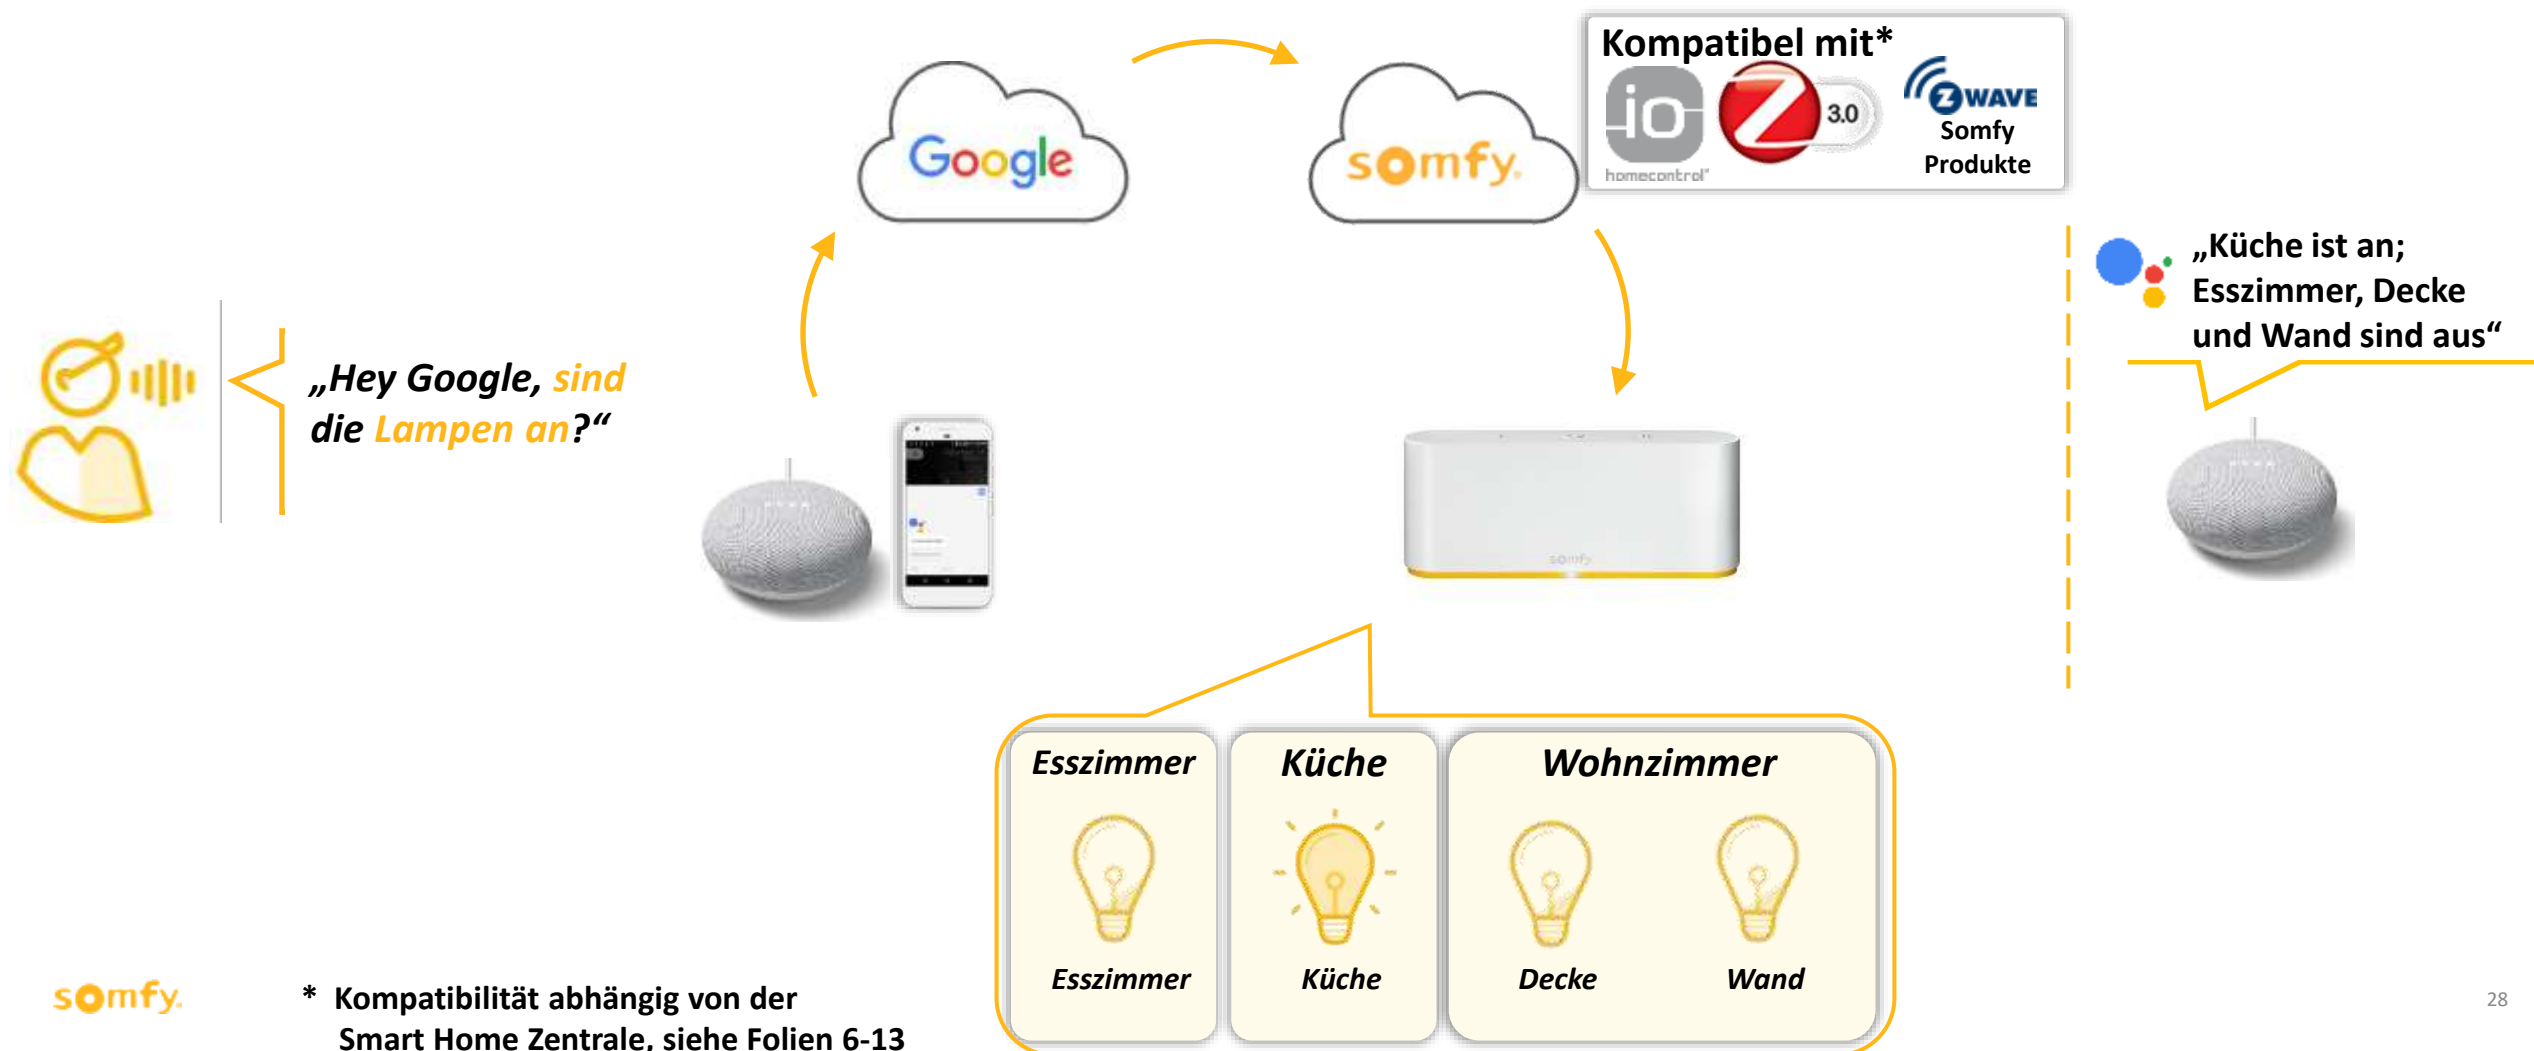 Google
somfy.
Kompatibel mit*
io
homecontrol®
Z
3.0
Z WAVE
Somfy
Produkte
„Hey Google, sind
die Lampen an?“
somfy
„Küche ist an;
Esszimmer, Decke
und Wand sind aus“
Esszimmer
Küche
Wohnzimmer
Esszimmer
Küche
Decke
Wand
somfy.
* Kompatibilität abhängig von der
Smart Home Zentrale, siehe Folien 6-13
28